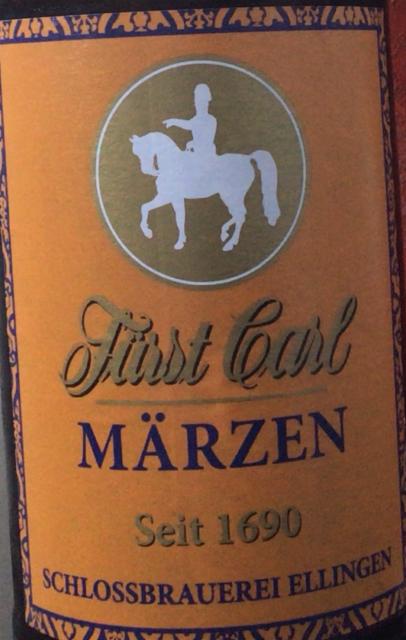 Fürst Carl
MÄRZEN
Seit 1690
SCHLOSSBRAUEREI ELLINGEN